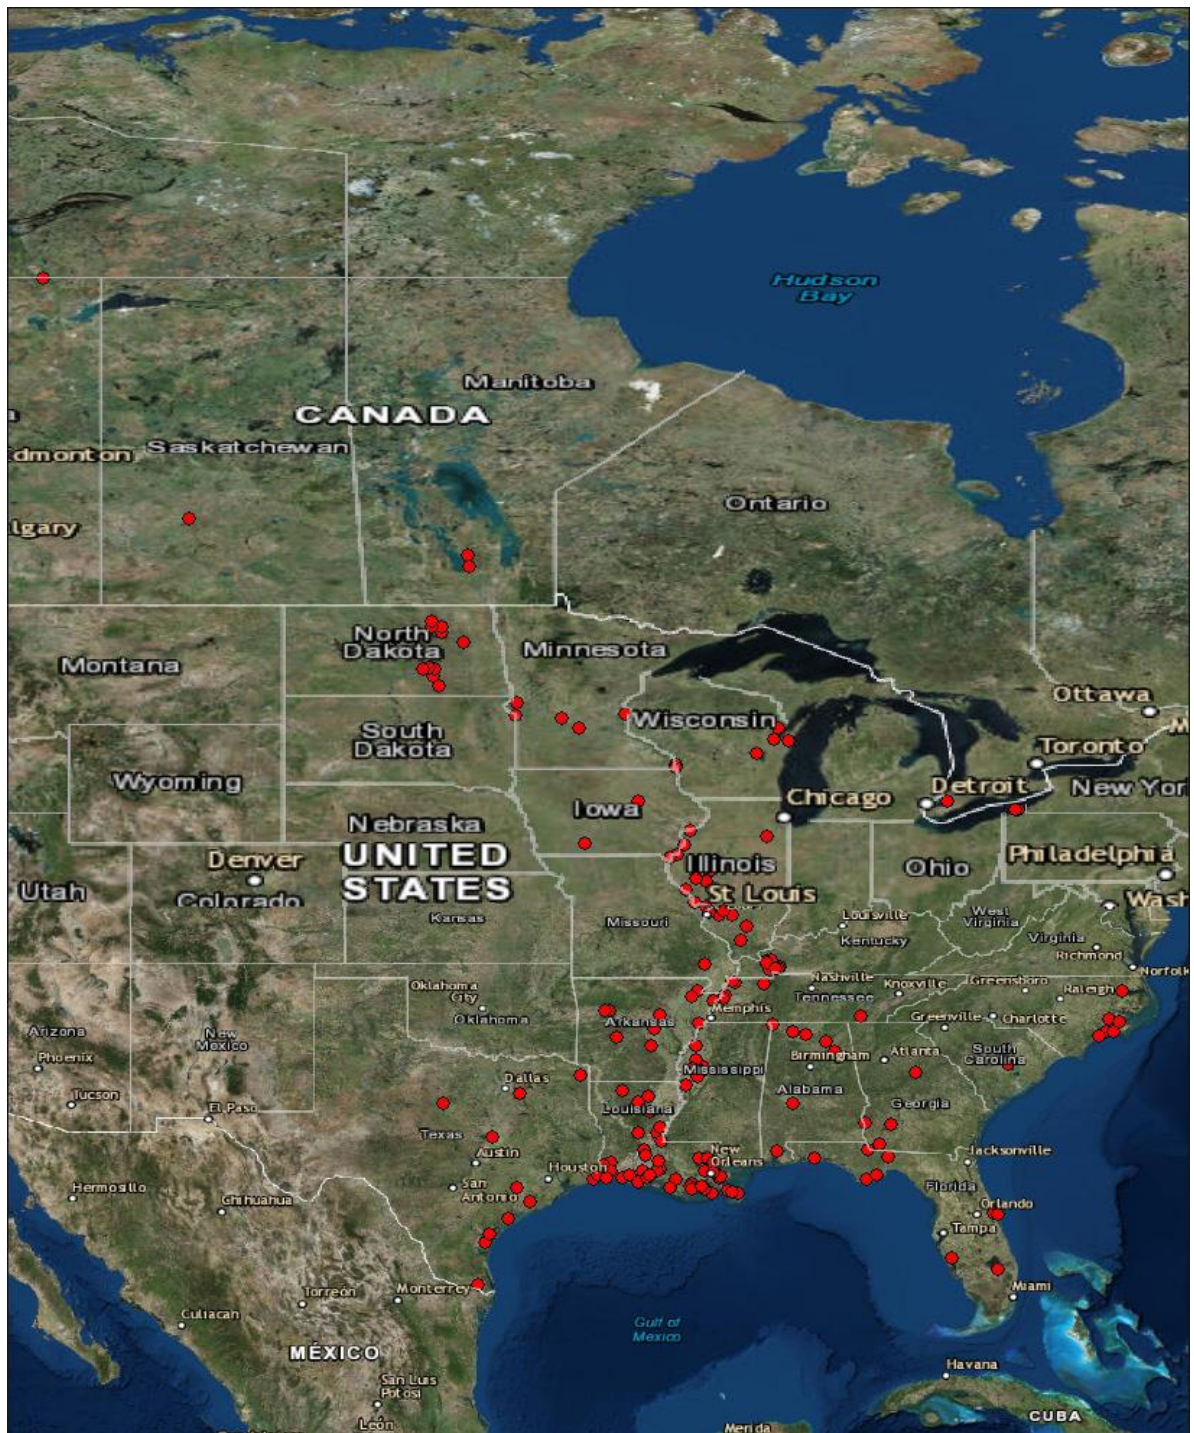 Hudson
Bay
Manitoba
CANADA
dmonton
Saskatchewan
Ontario
lgary
North
Dakota
Minnesota
Montana
Ottawa
Wisconsin
South
Dakota
Toronto
Wyoming
Detroit
New Yor
Chicago
Iowa
Nebraska
UNITED
STATES
Denver
Illinois
Ohio
Philadelphia
Utah
Colorado
St Louis
Wash
Kansas
Missouri
Louisville
Kentucky
West
Virginia
Virginia
Richmond
Norfolk
Oklahoma
City
Oklahoma
Nashville
Tennessee
Knoxville
Greensboro
Raleigh
Arizona
New
Mexico
Arkansas
Memphis
Greenville
Charlotte
Phoenix
Birmingham
Atlanta
South
Carolina
Mississippi
Tucson
Dallas
Alabama
Georgia
El Paso
Louisiana
Texas
Austin
New
Orleans
Jacksonville
Houston
San
Antonio
Hermosillo
Chihuahua
Florida
Orlando
Tampa
Torreón
Monterrey
Miami
Culiacan
Gulf of
Mexico
MÉXICO
Havana
San Luis
Potosi
León
CUBA
Merida